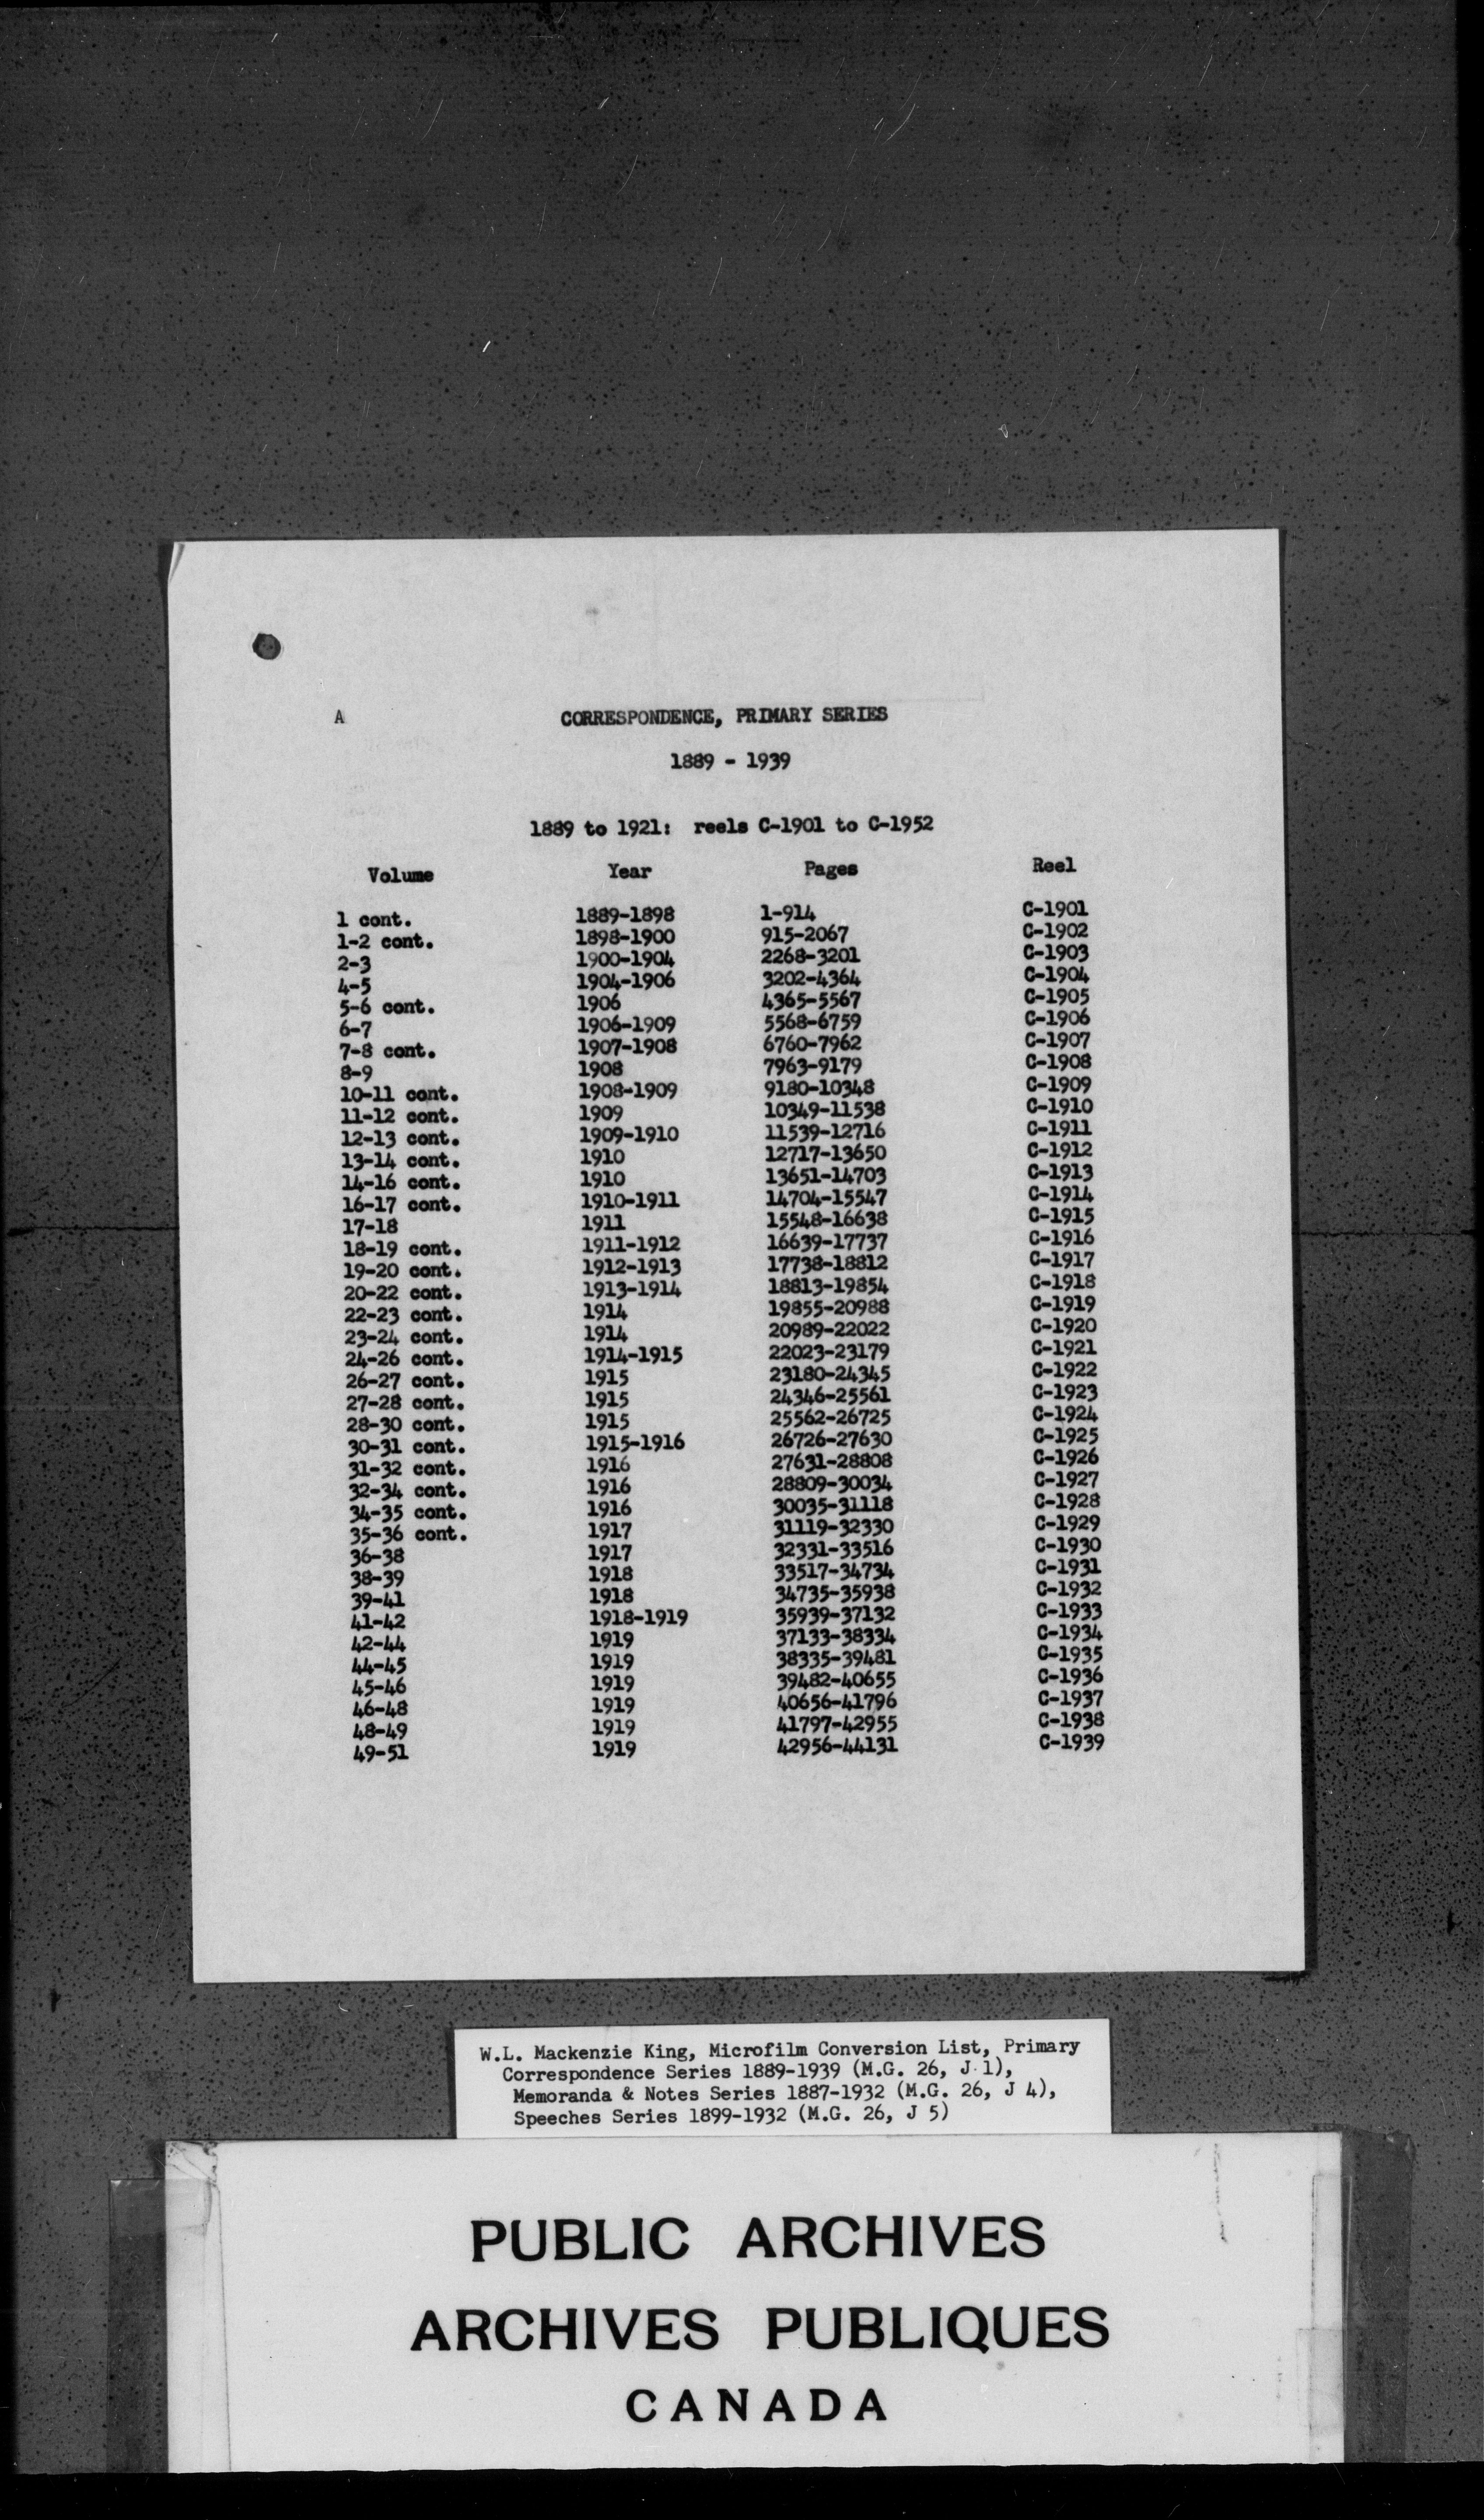 A CORRESPONDENCE, PRIMARY SERIES
1889 - 1939
1889 to 1921: reels C-1901 to C-1952
Volume Year Pages Reel
1 cont. 1889-1898 1-914 C-1901
1-2 cont. 1898-1900 915-2067 C-1902
2-3 1900-1904 2268-3201 C-1903
4-5 1904-1906 3202-4364 C-1904
5-6 cont. 1906 4365-5567 C-1905
6-7 1906-1909 5568-6759 C-1906
7-8 cont. 1907-1908 6760-7962 C-1907
8-9 1908 7963-9179 C-1908
10-11 cont. 1908-1909 9180-10348 C-1909
11-12 cont. 1909 10349-11538 C-1910
12-13 cont. 1909-1910 11539-12716 C-1911
13-14 cont. 1910 12717-13650 C-1912
14-16 cont. 1910 13651-14703 C-1913
16-17 cont. 1910-1911 14704-15547 C-1914
17-18 1911 15548-16638 C-1915
18-19 cont. 1911-1912 16639-17737 C-1916
19-20 cont. 1912-1913 17738-18812 C-1917
20-22 cont. 1913-1914 18813-19854 C-1918
22-23 cont. 1914 19855-20988 C-1919
23-24 cont. 1914 20989-22022 C-1920
24-26 cont. 1914-1915 22023-23179 C-1921
26-27 cont. 1915 23180-24345 C-1922
27-28 cont. 1915 24346-25561 C-1923
28-30 cont. 1915 25562-26725 C-1924
30-31 cont. 1915-1916 26726-27630 C-1925
31-32 cont. 1916 27631-28808 C-1926
32-34 cont. 1916 28809-30034 C-1927
34-35 cont. 1916 30035-31118 C-1928
35-36 cont. 1917 31119-32330 C-1929
36-38 1917 32331-33516 C-1930
38-39 1918 33517-34734 C-1931
39-41 1918 34735-35938 C-1932
41-42 1918-1919 35939-37132 C-1933
42-44 1919 37133-38334 C-1934
44-45 1919 38335-39481 C-1935
45-46 1919 39482-40655 C-1936
46-48 1919 40656-41796 C-1937
48-49 1919 41797-42955 C-1938
49-51 1919 42956-44131 C-1939
W.L. Mackenzie King, Microfilm Conversion List, Primary
Correspondence Series 1889-1939 (M.G. 26, J 1),
Memoranda & Notes Series 1887-1932 (M.G. 26, J 4),
Speeches Series 1899-1932 (M.G. 26, J 5)
PUBLIC ARCHIVES
ARCHIVES PUBLIQUES
CANADA